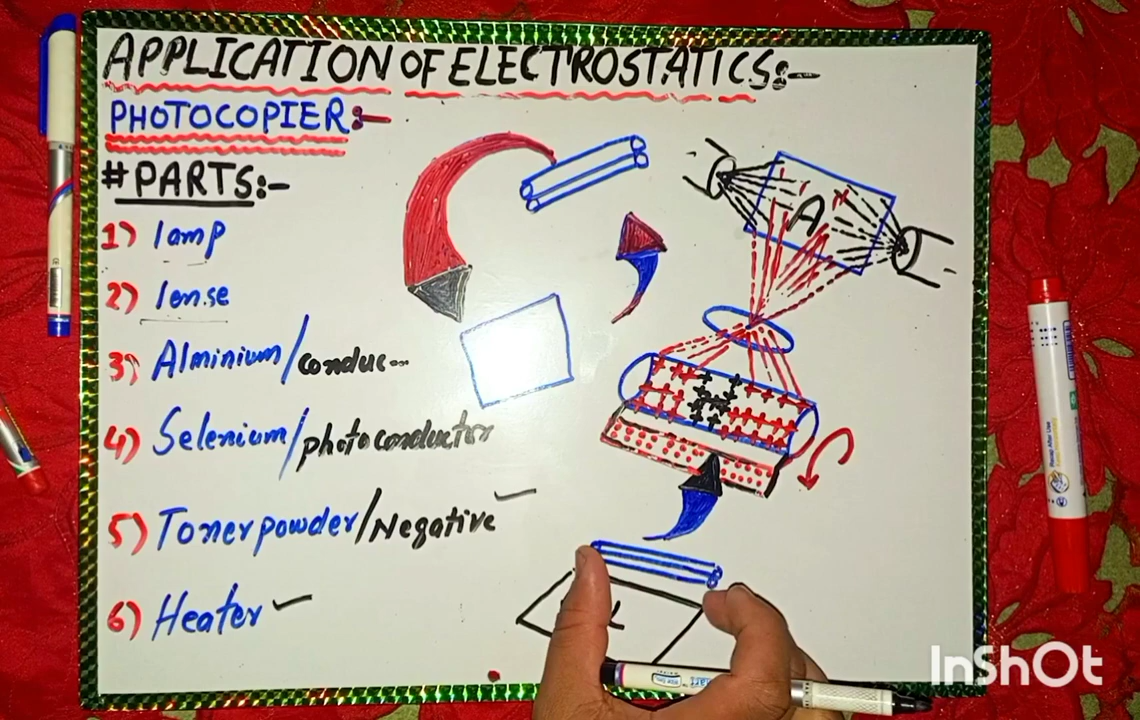 APPLICATION OF ELECTROSTATICS:-
PHOTOCOPIER:-
#PARTS:-
1) lamp
2) lense
3) Alminium/conduc...
4) Selenium/photoconductor
5) Tonerpowder/Negative
6) Heater
A
InShOt